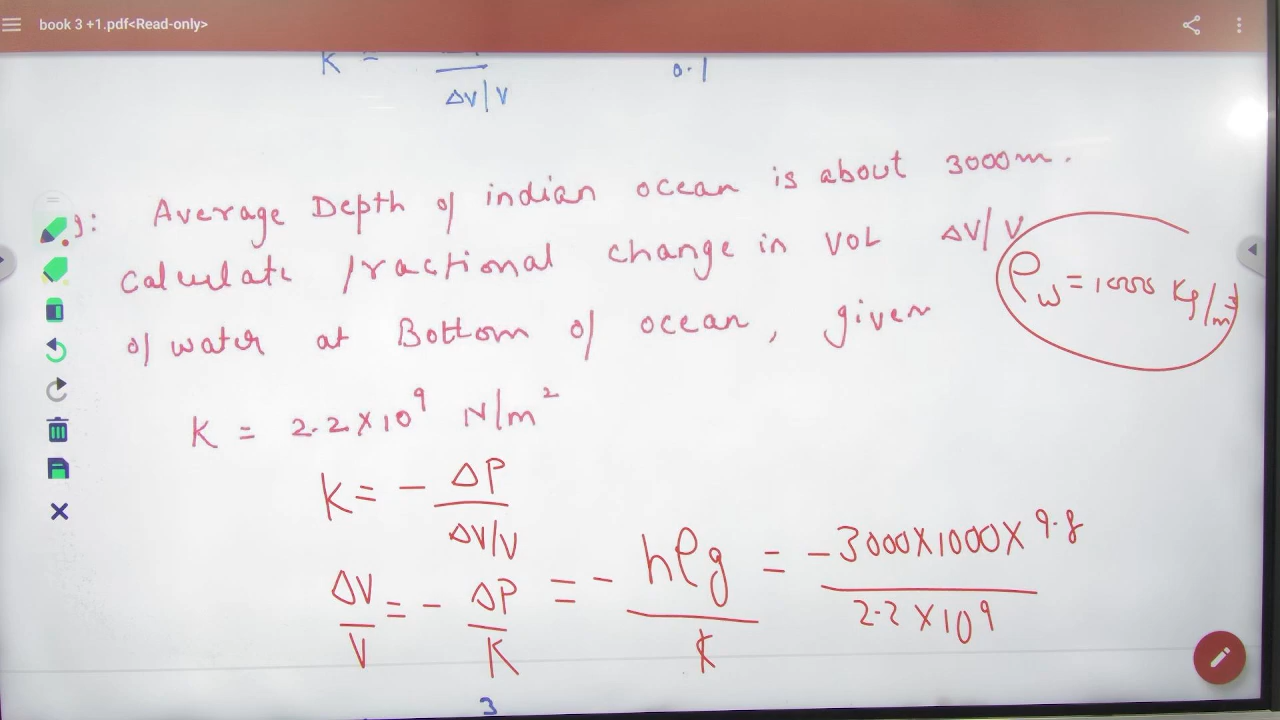 book 3 +1.pdf<Read-only>
K =
ΔV/V
0.1
g: Average Depth of indian ocean is about 3000m.
calculate fractional change in VOL ΔV/V
of water at Bottom of ocean, given
ρw = 1000 Kg/m³
K = 2.2×10⁹ N/m²
K = - ΔP / ΔV/V
ΔV/V = - ΔP/K = - hρg/K = -3000×1000×9.8 / 2.2×10⁹
3